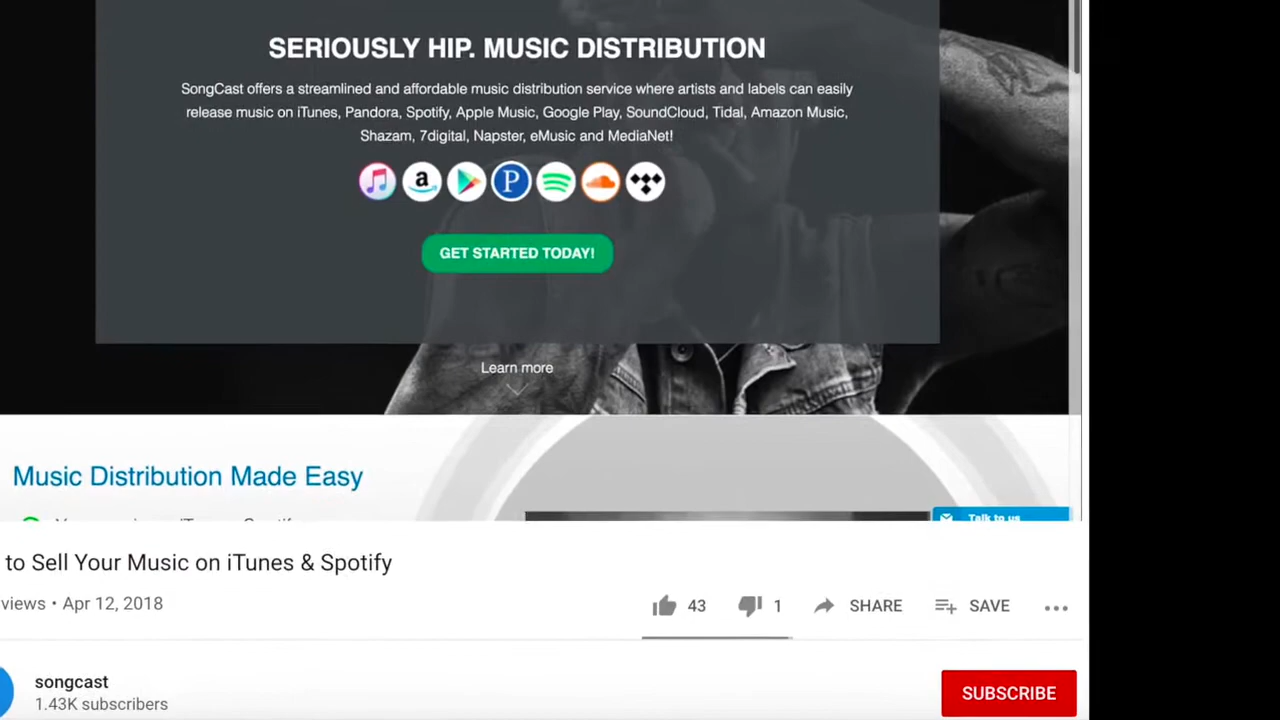 SERIOUSLY HIP. MUSIC DISTRIBUTION
SongCast offers a streamlined and affordable music distribution service where artists and labels can easily
release music on iTunes, Pandora, Spotify, Apple Music, Google Play, SoundCloud, Tidal, Amazon Music,
Shazam, 7digital, Napster, eMusic and MediaNet!
GET STARTED TODAY!
Learn more
Music Distribution Made Easy
Talk to us
to Sell Your Music on iTunes & Spotify
views • Apr 12, 2018
43
1
SHARE
SAVE
songcast
1.43K subscribers
SUBSCRIBE